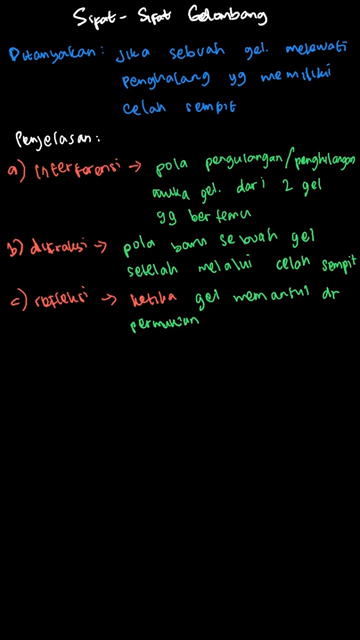 Sifat-Sifat Gelombang
Ditanyakan: Jika sebuah gel. melewati
penghalang yg memiliki
celah sempit
Penjelasan:
a) Interferensi → pola pengulangan/penghilangan
muka gel. dari 2 gel
yg bertemu
b) difraksi → pola baru sebuah gel
setelah melalui celah sempit
c) refleksi → ketika gel memantul dr
permukaan